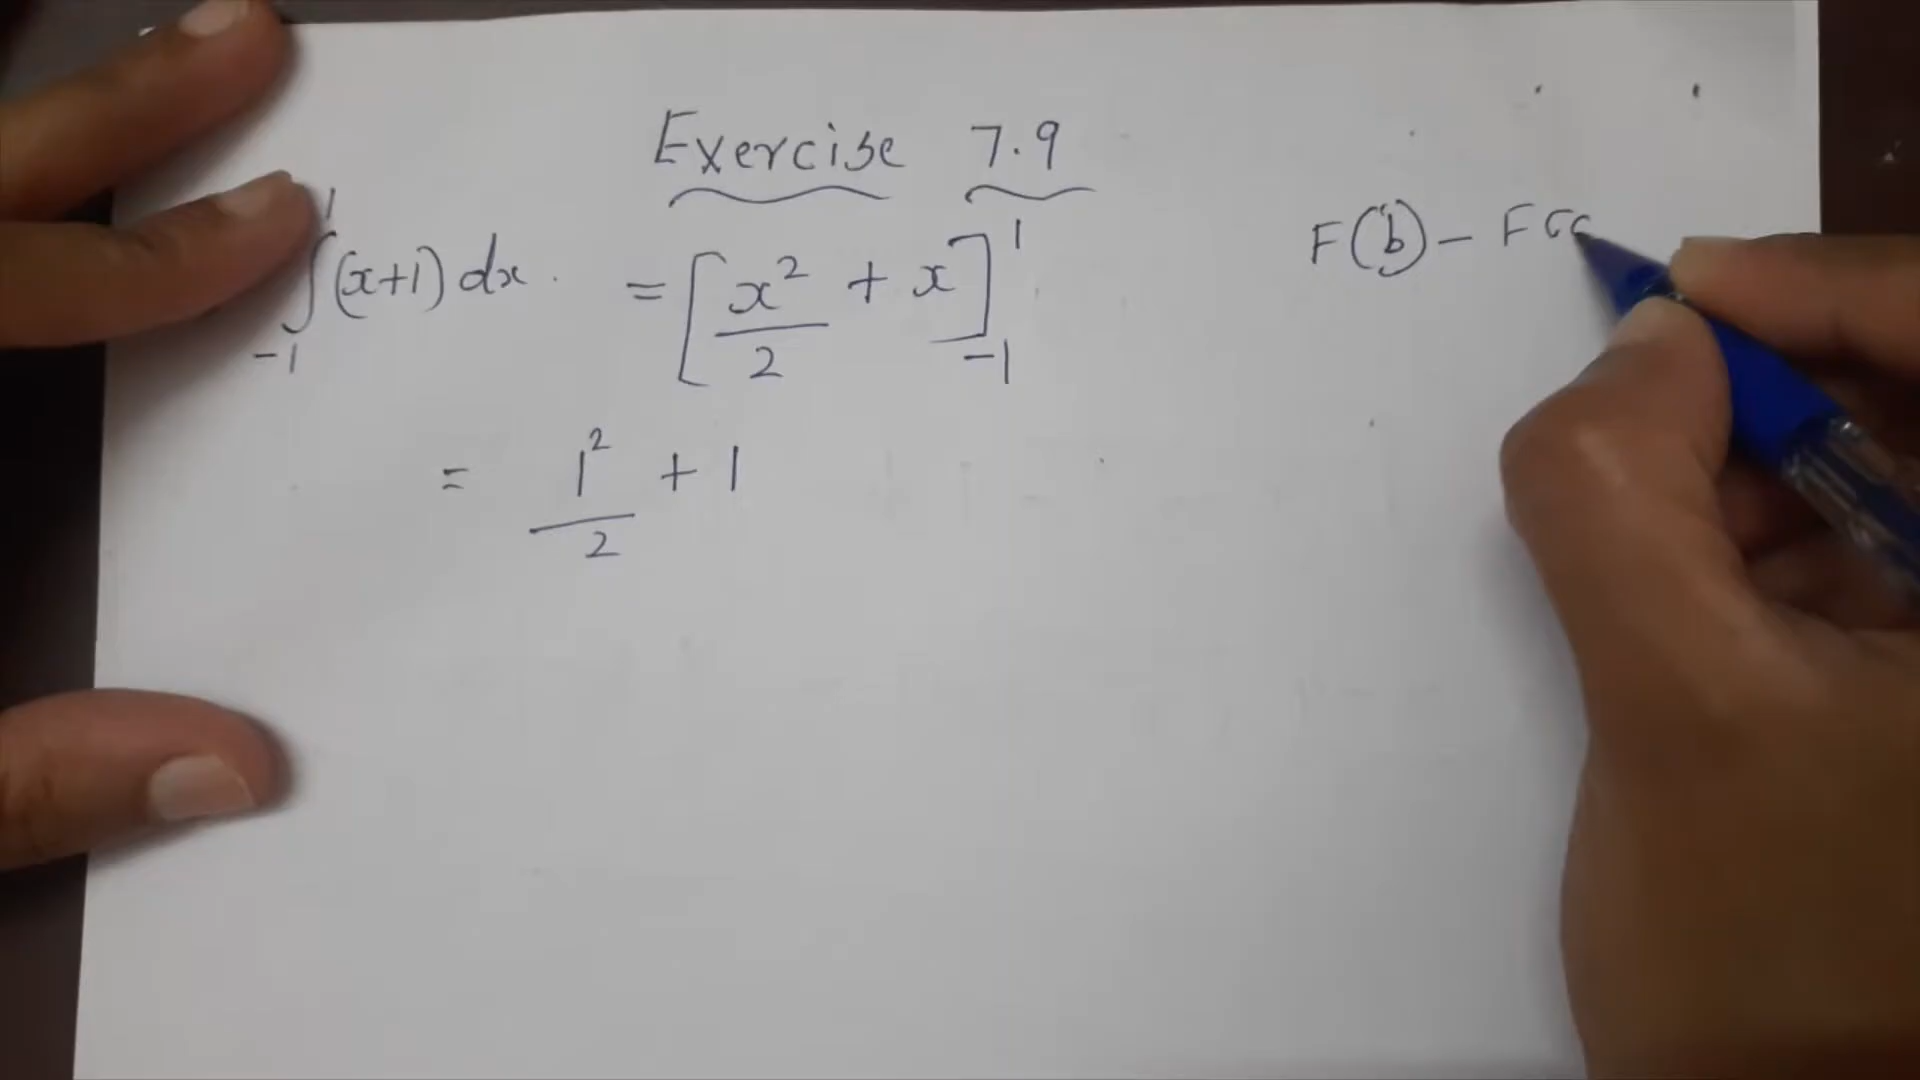 Exercise 7.9
∫₋₁¹ (x+1) dx. = [x²/2 + x]₋₁¹
F(b) – F(
= 1²/2 + 1